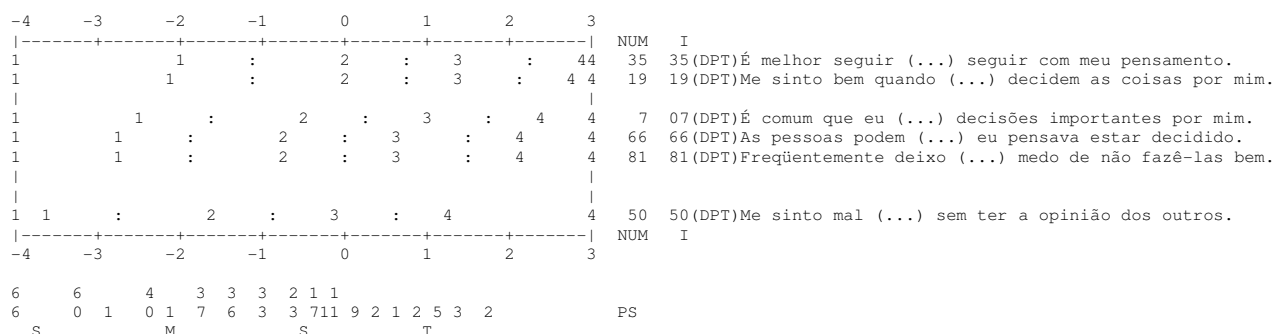 -4 -3 -2 -1 0 1 2 3
|-------+-------+-------+-------+-------+-------+-------| NUM I
1 1 : 2 : 3 : 44 35 35(DPT)É melhor seguir (...) seguir com meu pensamento.
1 1 : 2 : 3 : 4 4 19 19(DPT)Me sinto bem quando (...) decidem as coisas por mim.
| |
1 1 : 2 : 3 : 4 4 7 07(DPT)É comum que eu (...) decisões importantes por mim.
1 1 : 2 : 3 : 4 4 66 66(DPT)As pessoas podem (...) eu pensava estar decidido.
1 1 : 2 : 3 : 4 4 81 81(DPT)Freqüentemente deixo (...) medo de não fazê-las bem.
| |
| |
1 1 : 2 : 3 : 4 4 50 50(DPT)Me sinto mal (...) sem ter a opinião dos outros.
|-------+-------+-------+-------+-------+-------+-------| NUM I
-4 -3 -2 -1 0 1 2 3
6 6 4 3 3 3 2 1 1
6 0 1 0 1 7 6 3 3 711 9 2 1 2 5 3 2 PS
S M S T